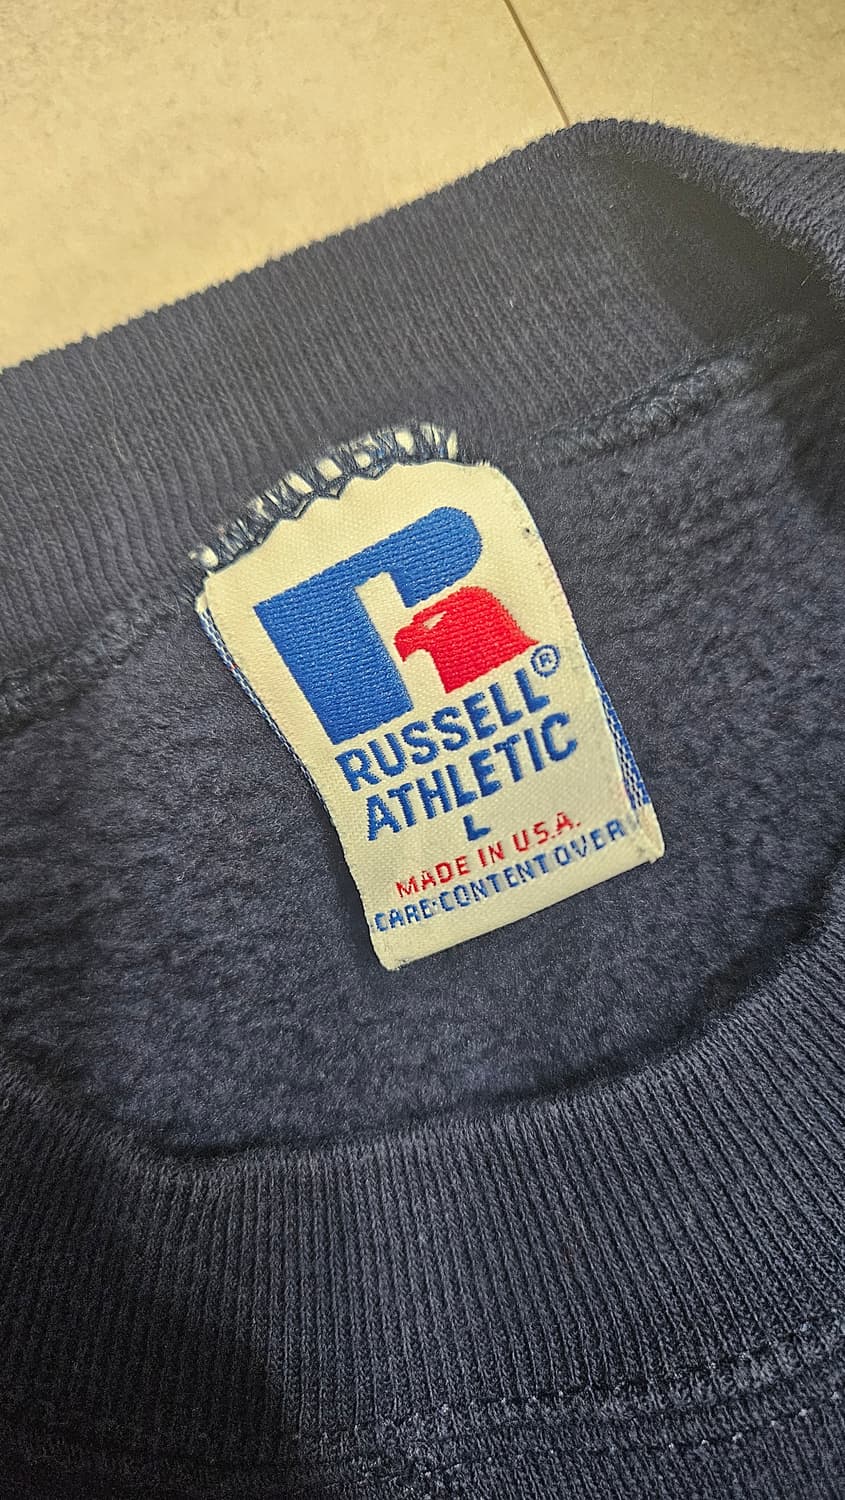 RUSSELL®
ATHLETIC
L
MADE IN U.S.A.
CARE·CONTENT OVER